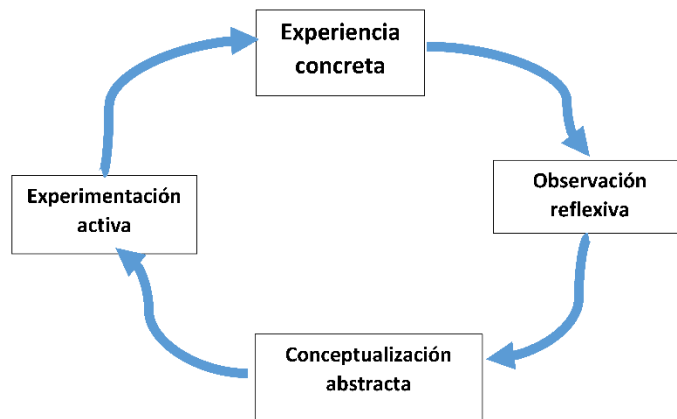 Experiencia
concreta
Observación
reflexiva
Conceptualización
abstracta
Experimentación
activa